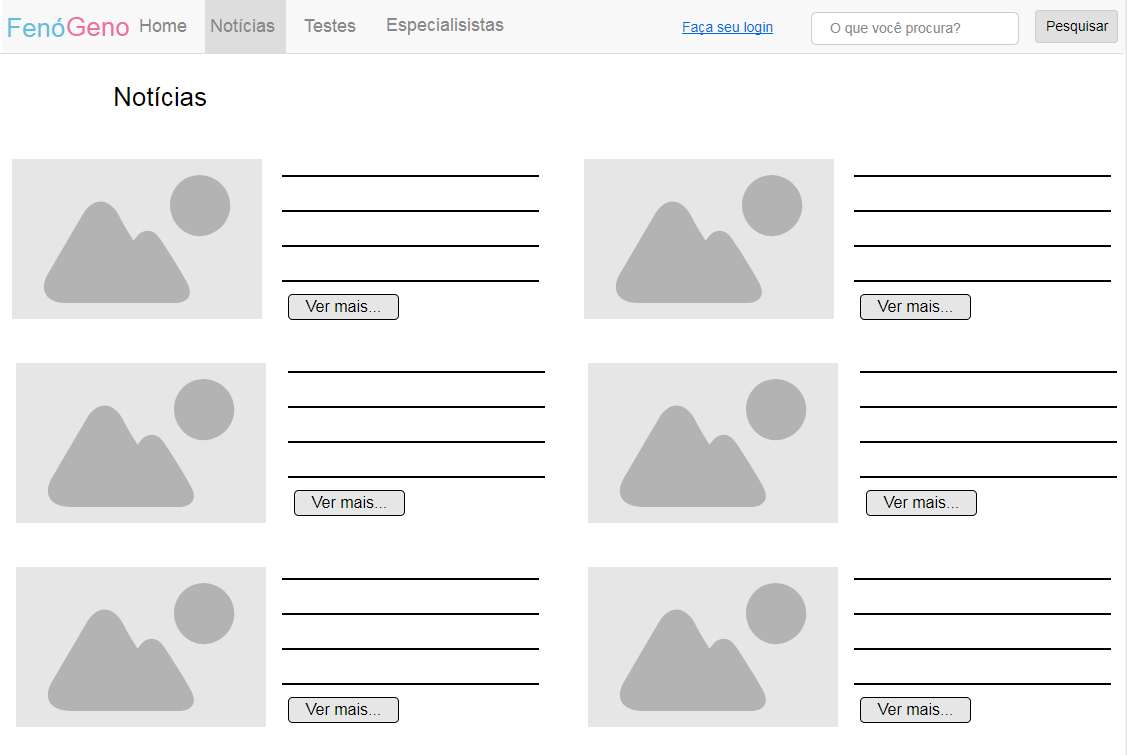 FenóGeno Home Notícias Testes Especialisistas Faça seu login O que você procura? Pesquisar
Notícias
Ver mais... Ver mais...
Ver mais... Ver mais...
Ver mais... Ver mais...